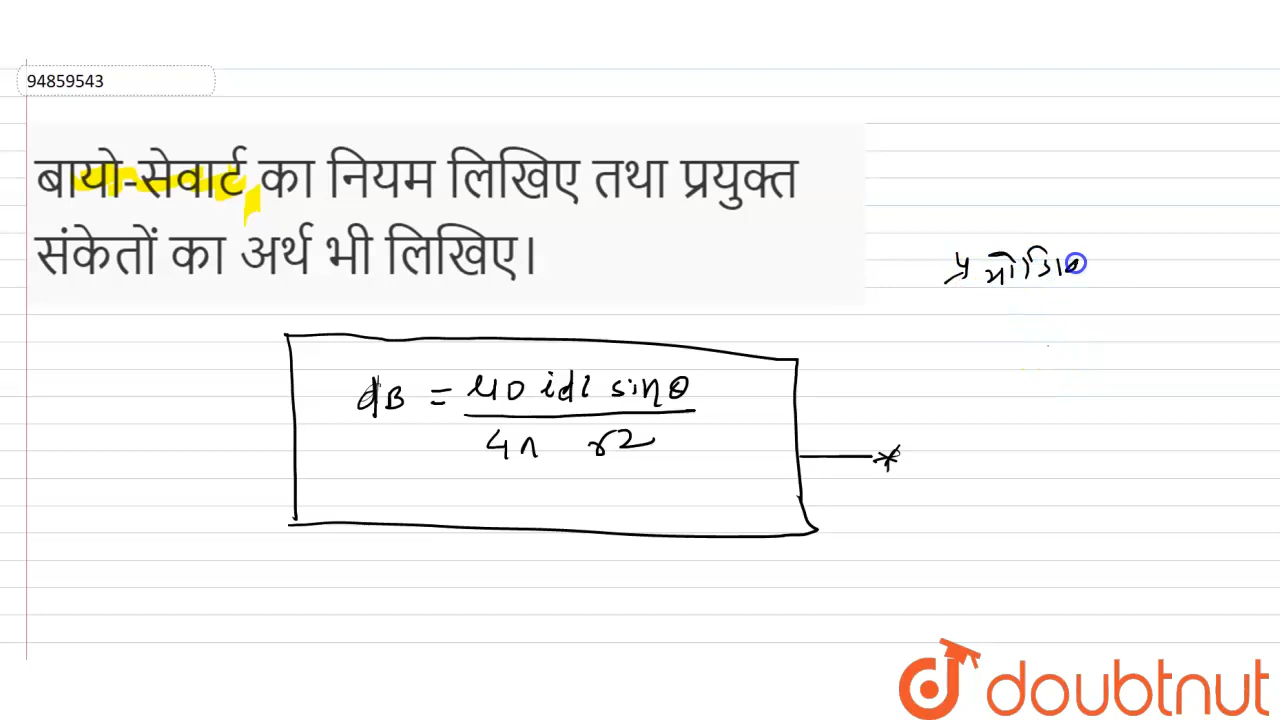 94859543
बायो-सेवार्ट का नियम लिखिए तथा प्रयुक्त
संकेतों का अर्थ भी लिखिए।
dB = μ0 idl sinθ
4π r2
doubtnut